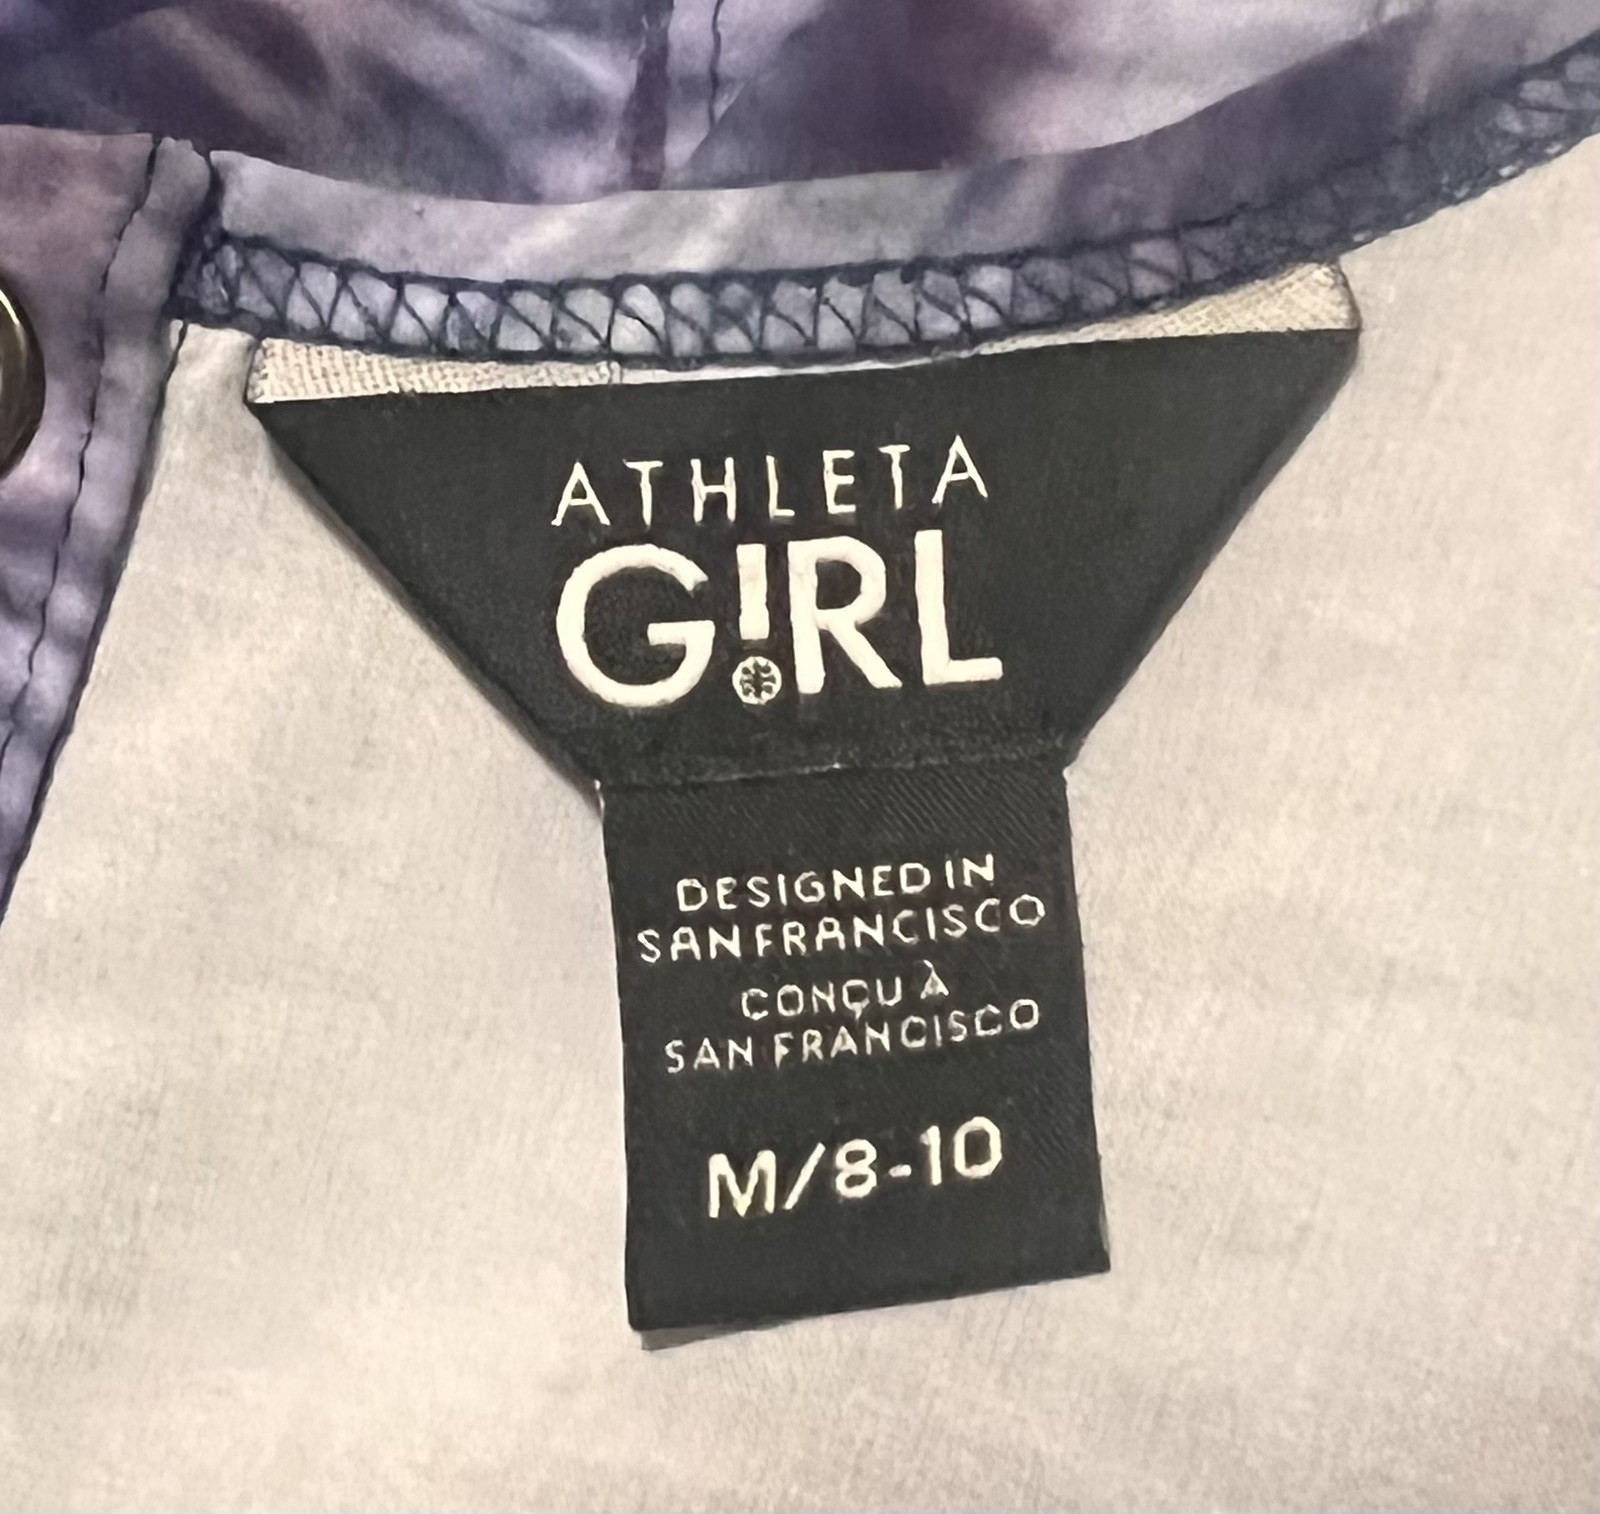 ATHLETA
G!RL
DESIGNED IN
SAN FRANCISCO
CONÇU À
SAN FRANCISCO
M/8-10